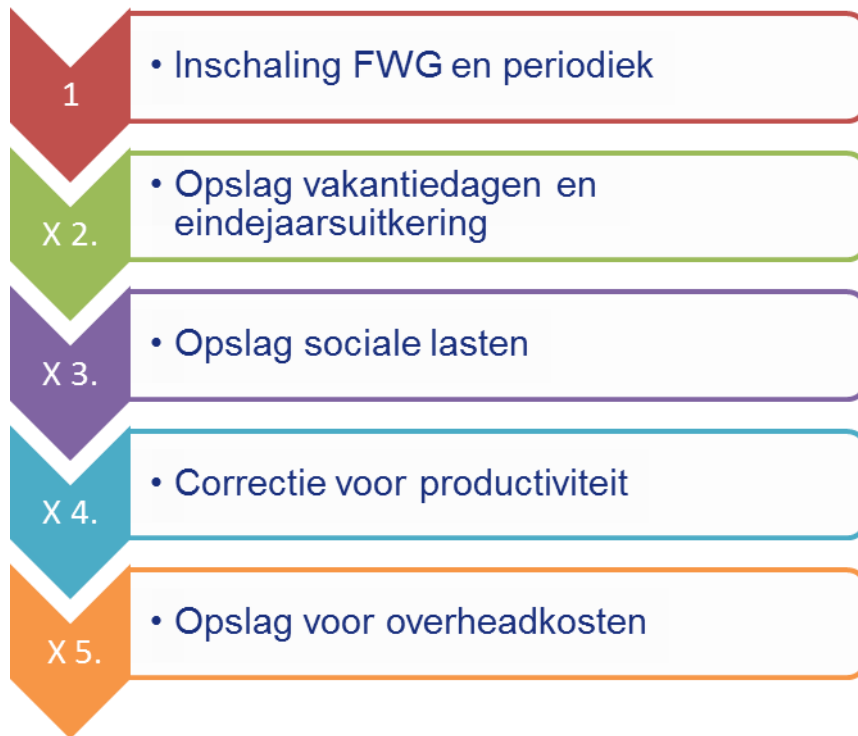 1
• Inschaling FWG en periodiek
X 2.
• Opslag vakantiedagen en
eindejaarsuitkering
X 3.
• Opslag sociale lasten
X 4.
• Correctie voor productiviteit
X 5.
• Opslag voor overheadkosten